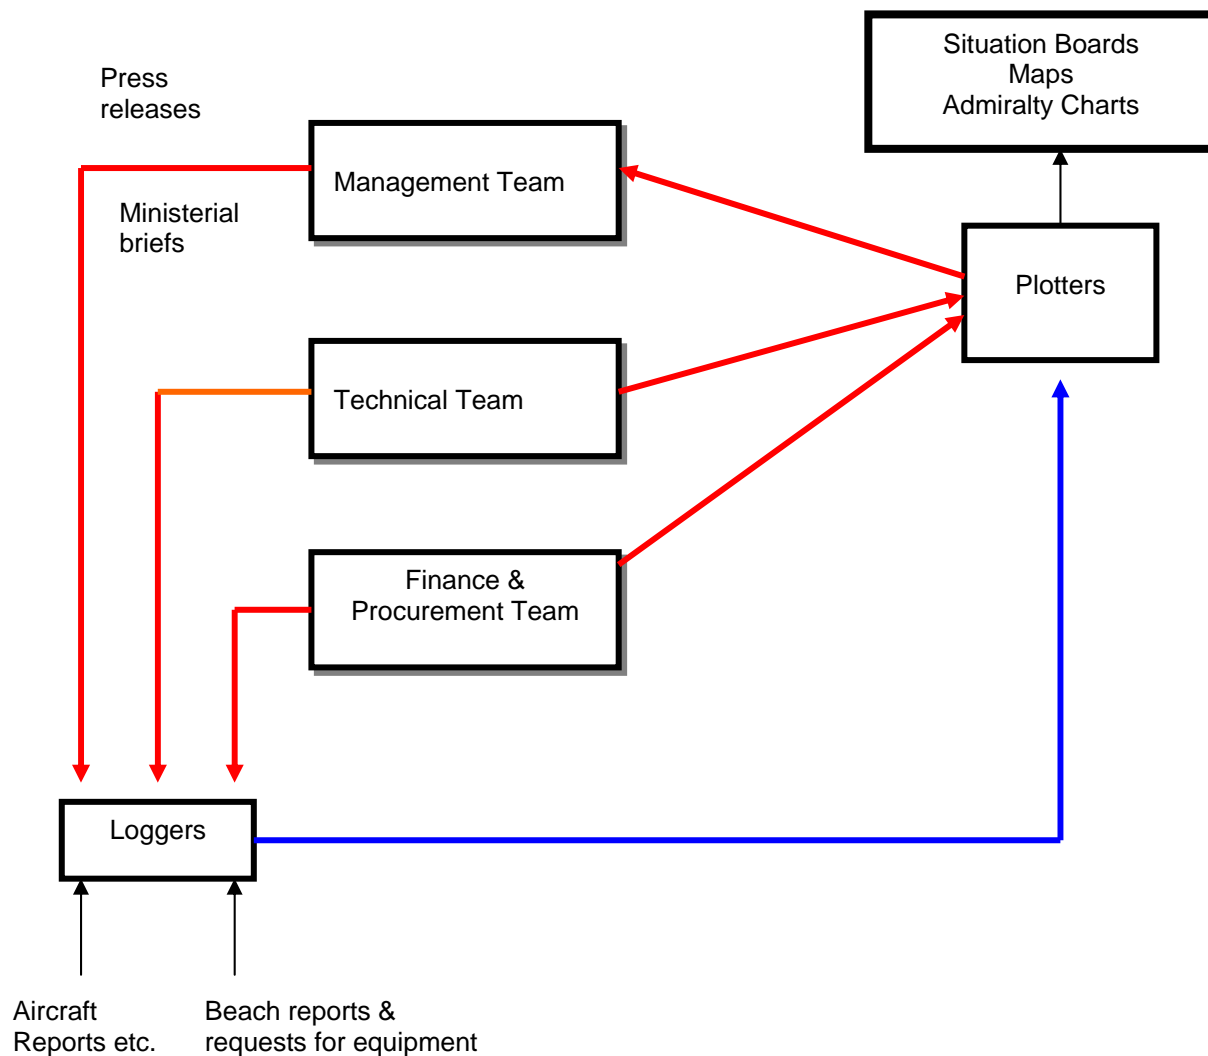 Situation Boards
Maps
Admiralty Charts
Press
releases
Management Team
Ministerial
briefs
Plotters
Technical Team
Finance &
Procurement Team
Loggers
Aircraft
Reports etc.
Beach reports &
requests for equipment